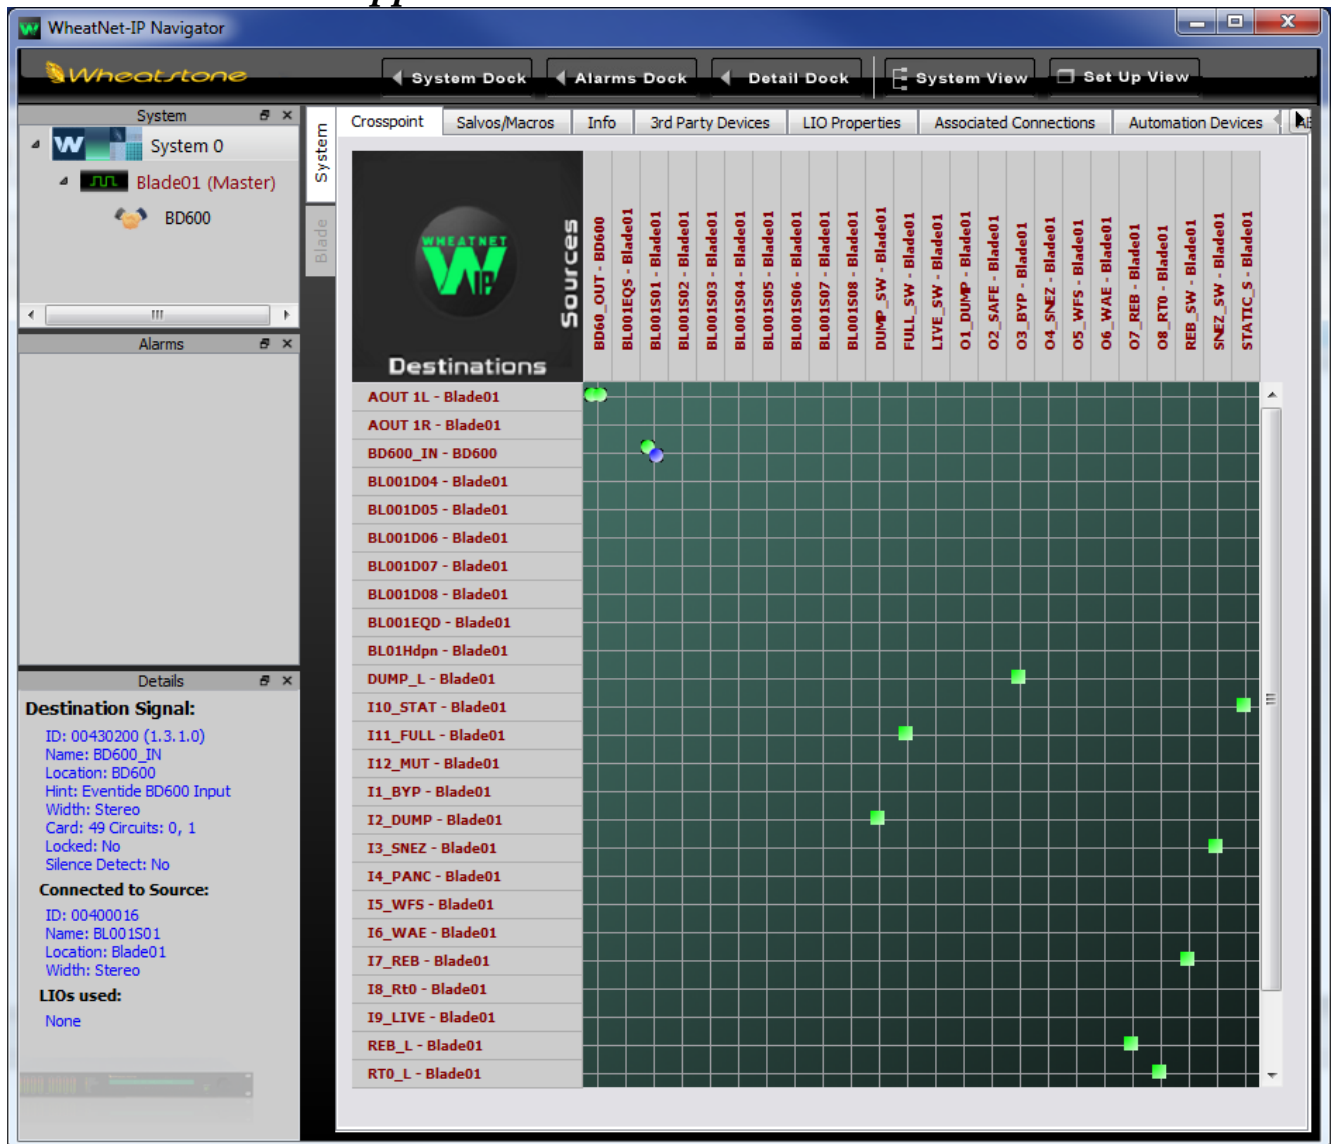 WheatNet-IP Navigator
Wheatstone
System Dock
Alarms Dock
Detail Dock
System View
Set Up View
System
System 0
Blade01 (Master)
BD600
Alarms
Details
Destination Signal:
ID: 00430200 (1.3.1.0)
Name: BD600_IN
Location: BD600
Hint: Eventide BD600 Input
Width: Stereo
Card: 49 Circuits: 0, 1
Locked: No
Silence Detect: No
Connected to Source:
ID: 00400016
Name: BL001S01
Location: Blade01
Width: Stereo
LIOs used:
None
System
Blade
Crosspoint
Salvos/Macros
Info
3rd Party Devices
LIO Properties
Associated Connections
Automation Devices
WHEATNET
IP
Sources
Destinations
BD60_OUT - BD600
BL001EQS - Blade01
BL001S01 - Blade01
BL001S02 - Blade01
BL001S03 - Blade01
BL001S04 - Blade01
BL001S05 - Blade01
BL001S06 - Blade01
BL001S07 - Blade01
BL001S08 - Blade01
DUMP_SW - Blade01
FULL_SW - Blade01
LIVE_SW - Blade01
O1_DUMP - Blade01
O2_SAFE - Blade01
O3_BYP - Blade01
O4_SNEZ - Blade01
O5_WFS - Blade01
O6_WAE - Blade01
O7_REB - Blade01
O8_RT0 - Blade01
REB_SW - Blade01
SNEZ_SW - Blade01
STATIC_S - Blade01
AOUT 1L - Blade01
AOUT 1R - Blade01
BD600_IN - BD600
BL001D04 - Blade01
BL001D05 - Blade01
BL001D06 - Blade01
BL001D07 - Blade01
BL001D08 - Blade01
BL001EQD - Blade01
BL01Hdpn - Blade01
DUMP_L - Blade01
I10_STAT - Blade01
I11_FULL - Blade01
I12_MUT - Blade01
I1_BYP - Blade01
I2_DUMP - Blade01
I3_SNEZ - Blade01
I4_PANC - Blade01
I5_WFS - Blade01
I6_WAE - Blade01
I7_REB - Blade01
I8_Rt0 - Blade01
I9_LIVE - Blade01
REB_L - Blade01
RT0_L - Blade01